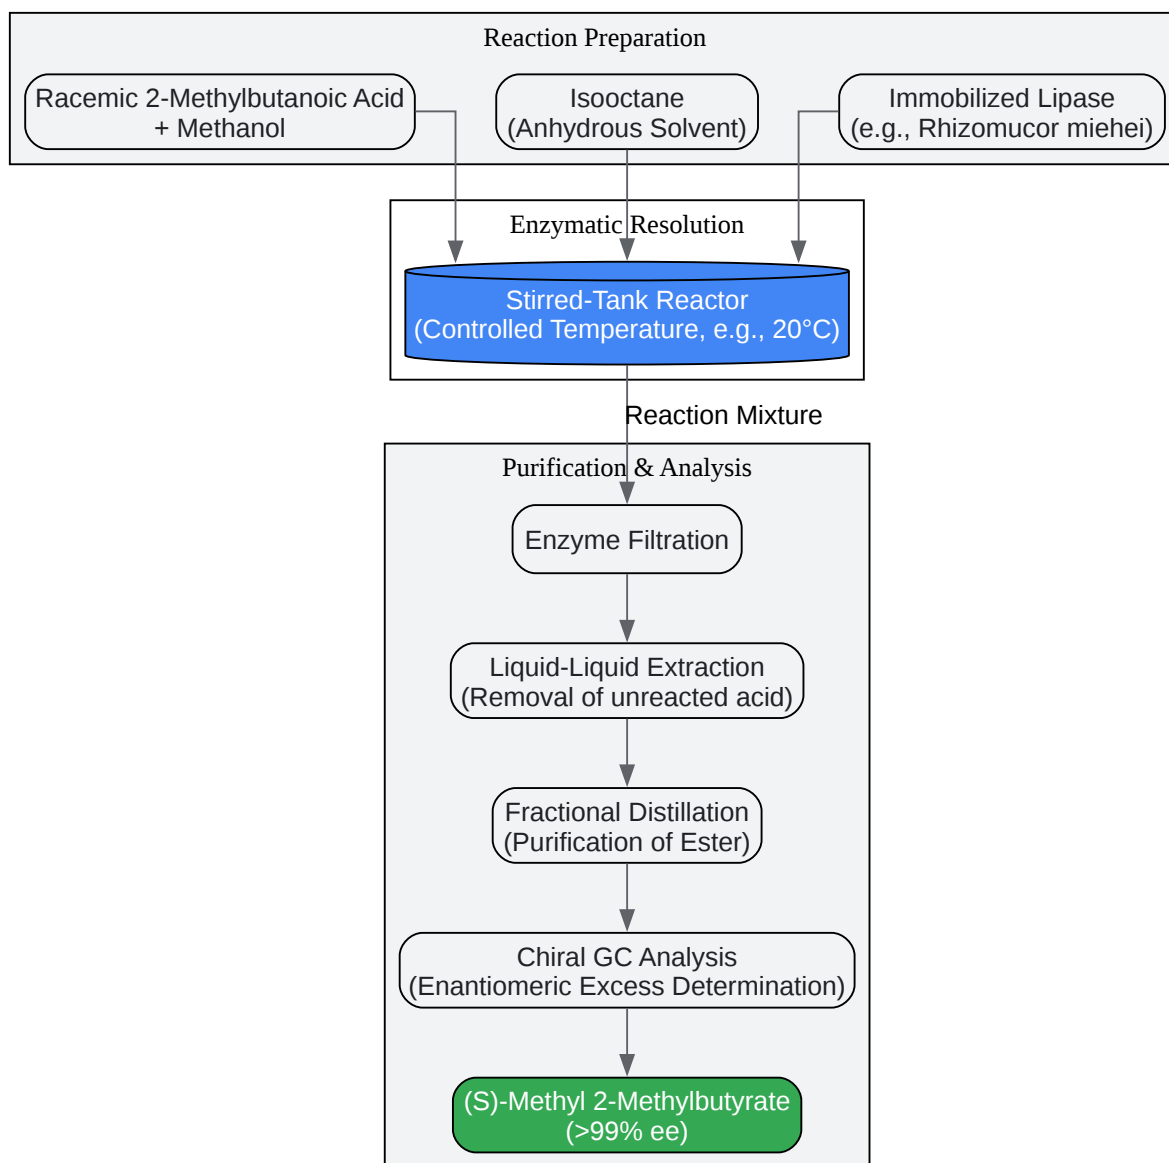 Reaction Preparation
Racemic 2-Methylbutanoic Acid
+ Methanol
Isooctane
(Anhydrous Solvent)
Immobilized Lipase
(e.g., Rhizomucor miehei)
Enzymatic Resolution
Stirred-Tank Reactor
(Controlled Temperature, e.g., 20°C)
Reaction Mixture
Purification & Analysis
Enzyme Filtration
Liquid-Liquid Extraction
(Removal of unreacted acid)
Fractional Distillation
(Purification of Ester)
Chiral GC Analysis
(Enantiomeric Excess Determination)
(S)-Methyl 2-Methylbutyrate
(>99% ee)